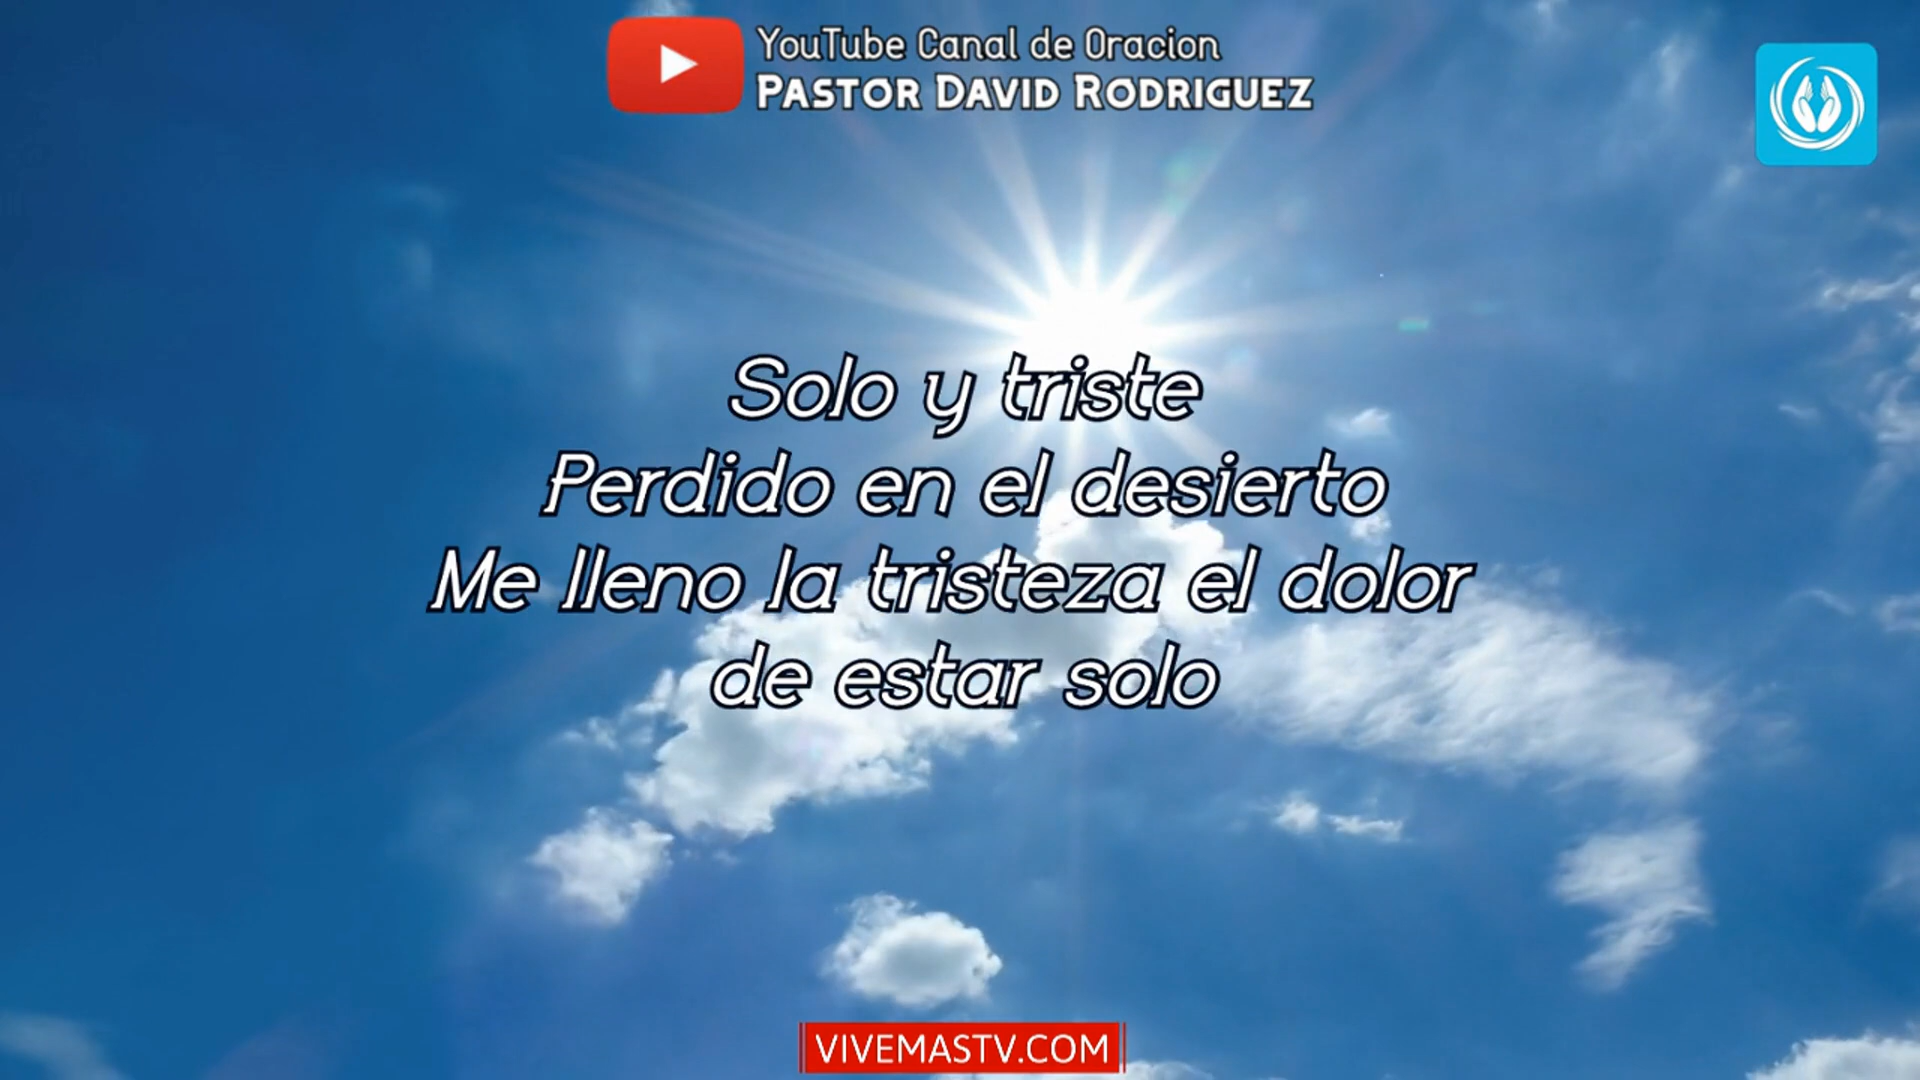 YouTube Canal de Oracion
PASTOR DAVID RODRIGUEZ
Solo y triste
Perdido en el desierto
Me lleno la tristeza el dolor
de estar solo
VIVEMASTV.COM